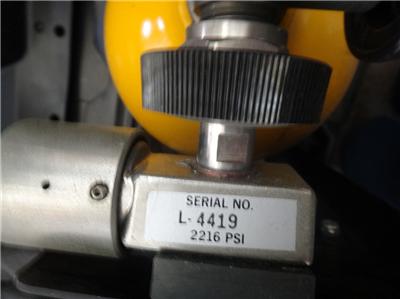 SERIAL NO.
L-4419
2216 PSI